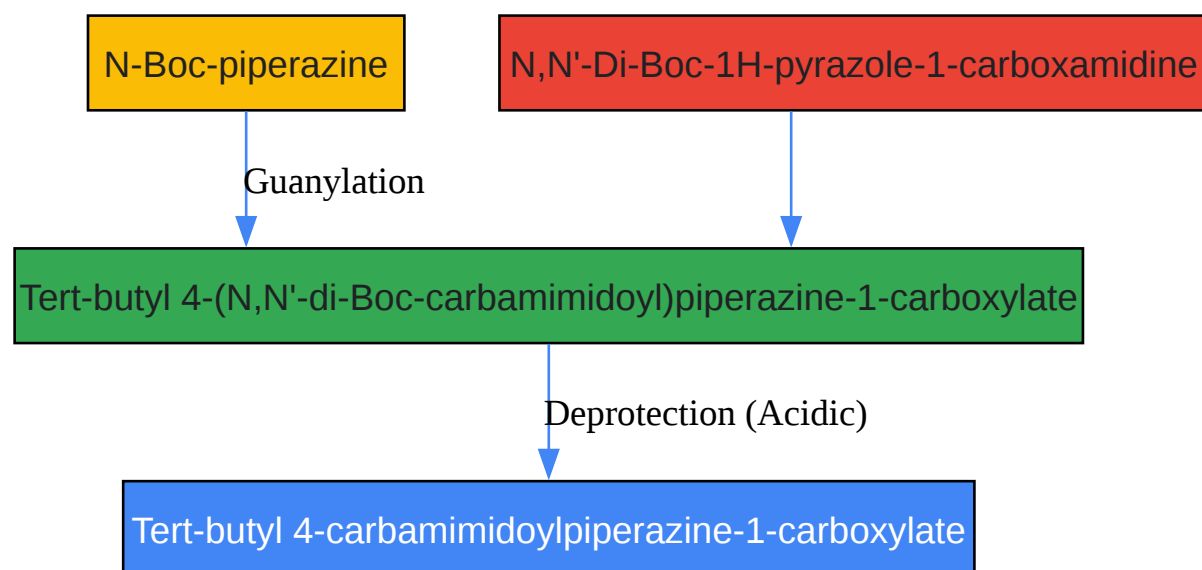 N-Boc-piperazine
N,N'-Di-Boc-1H-pyrazole-1-carboxamidine
Guanylation
Tert-butyl 4-(N,N'-di-Boc-carbamimidoyl)piperazine-1-carboxylate
Deprotection (Acidic)
Tert-butyl 4-carbamimidoylpiperazine-1-carboxylate